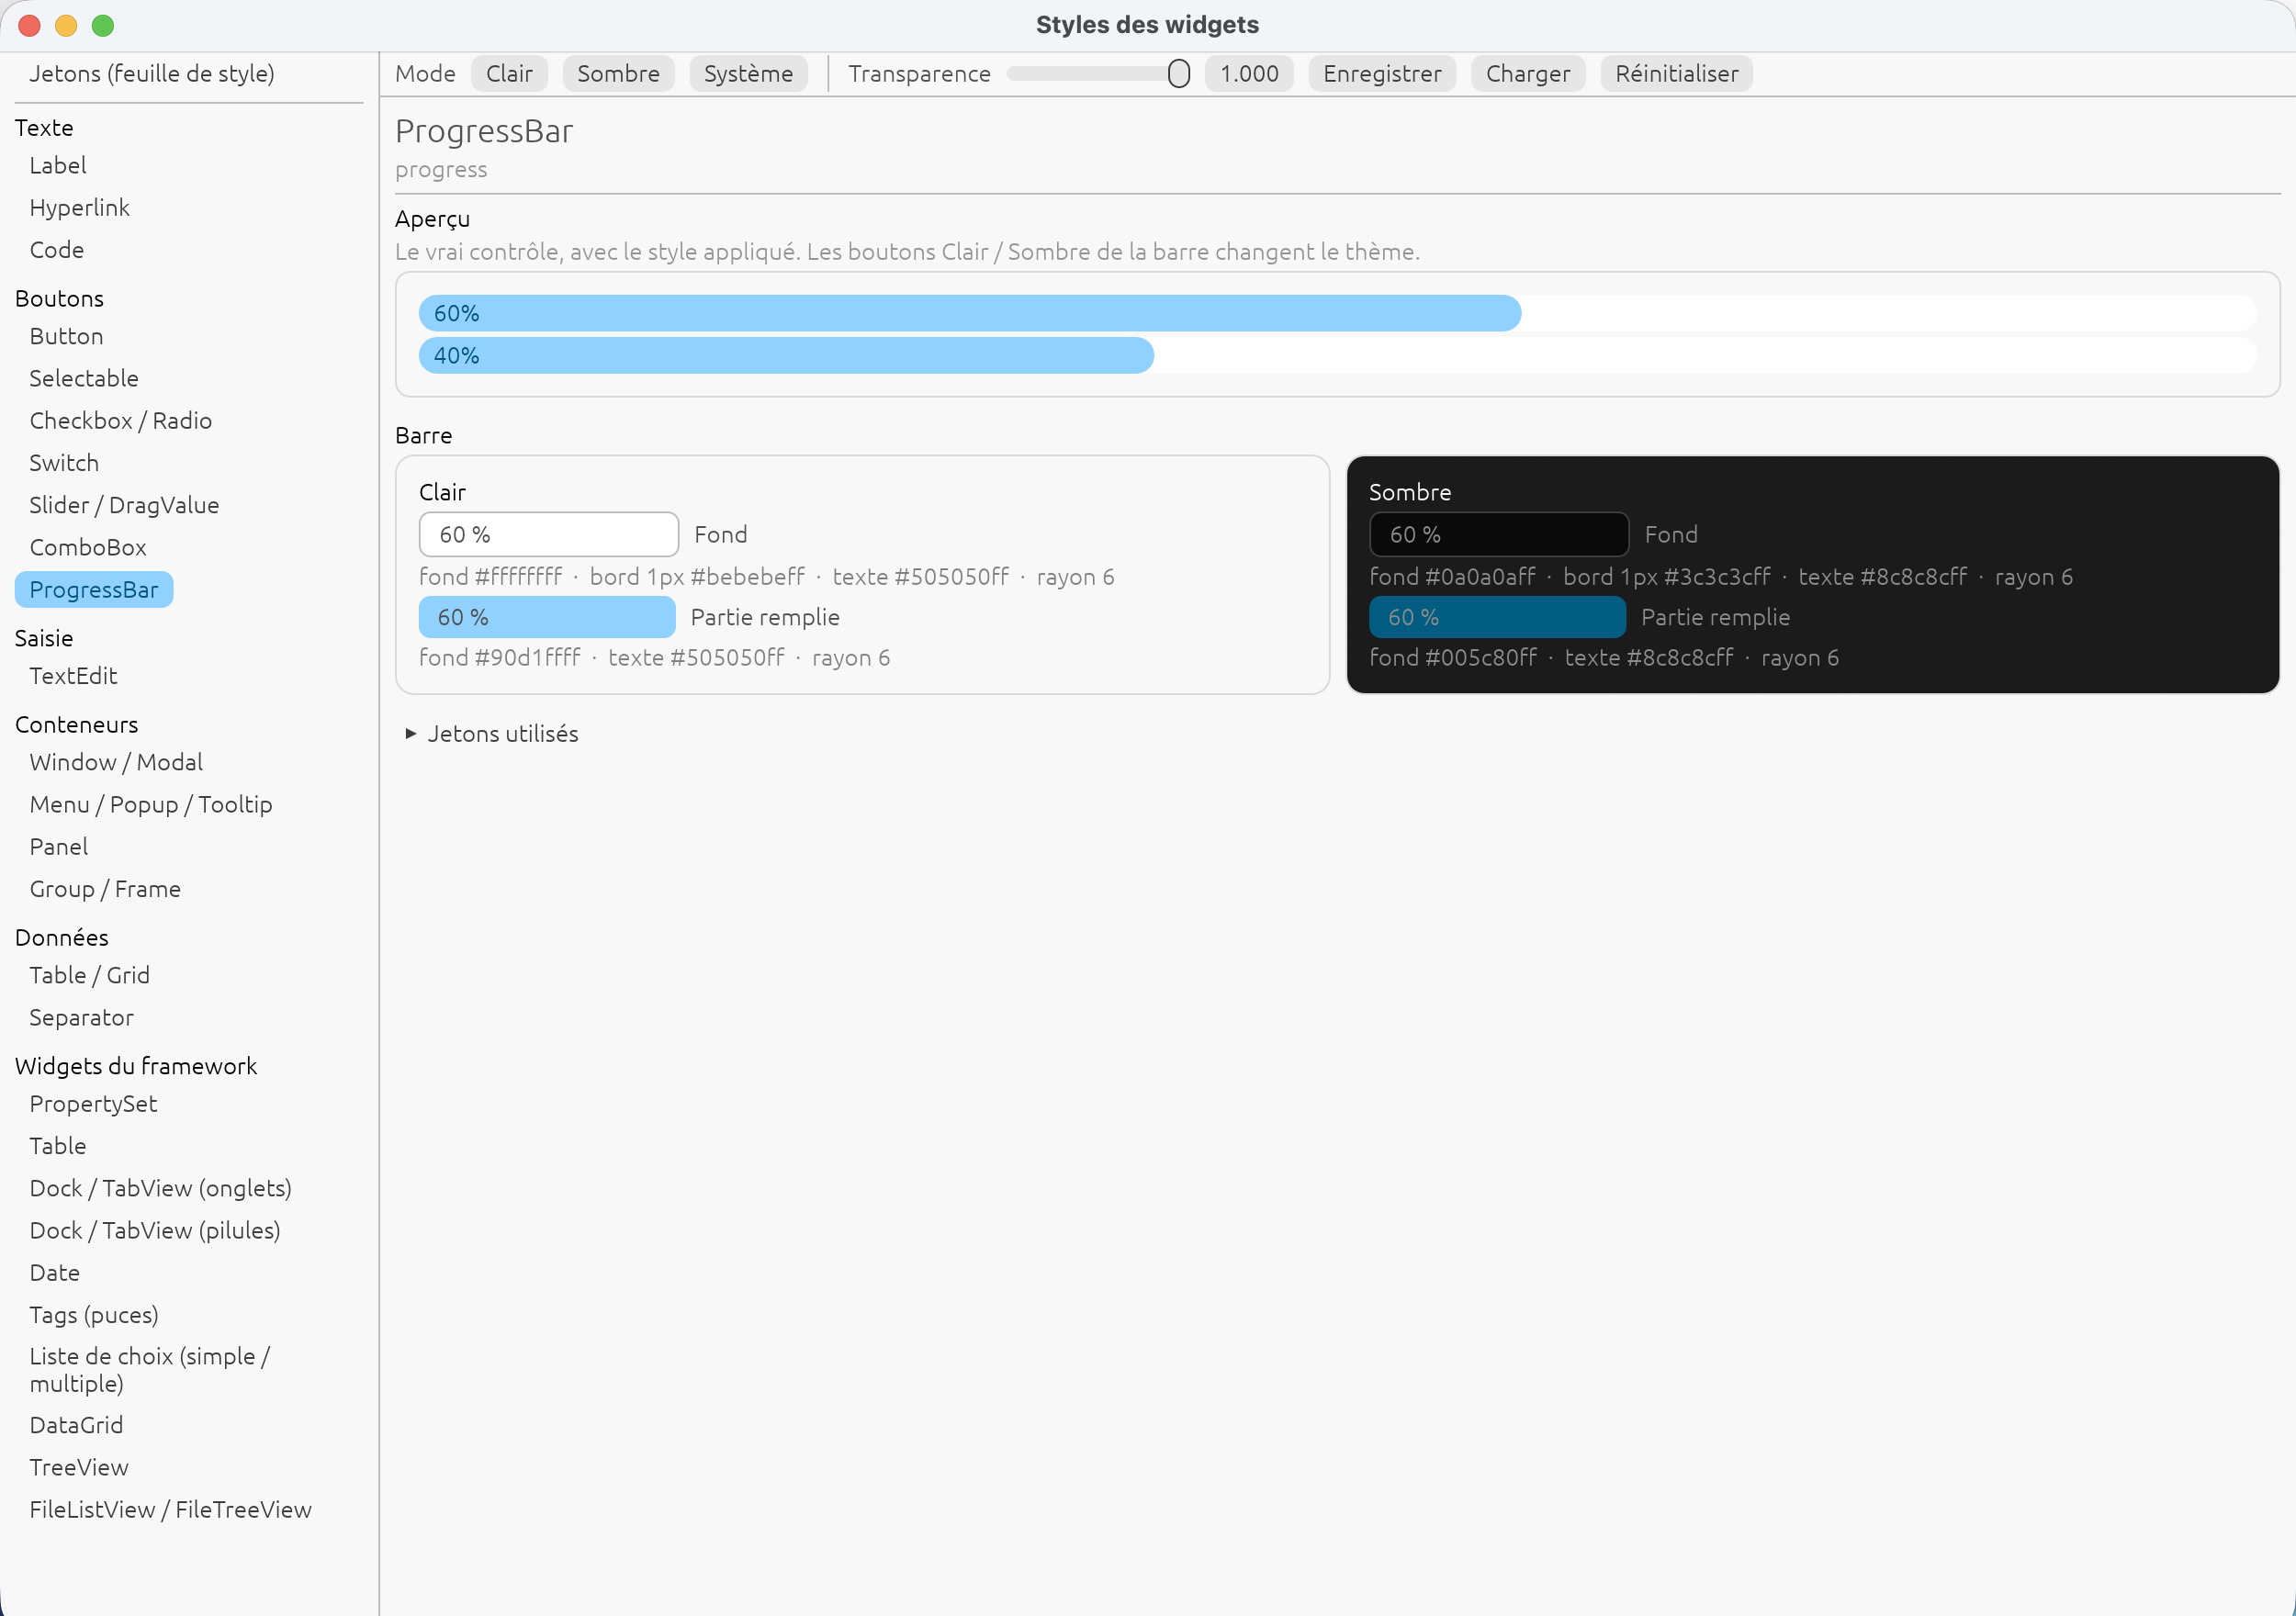 Styles des widgets
Jetons (feuille de style)
Texte
Label
Hyperlink
Code
Boutons
Button
Selectable
Checkbox / Radio
Switch
Slider / DragValue
ComboBox
ProgressBar
Saisie
TextEdit
Conteneurs
Window / Modal
Menu / Popup / Tooltip
Panel
Group / Frame
Données
Table / Grid
Separator
Widgets du framework
PropertySet
Table
Dock / TabView (onglets)
Dock / TabView (pilules)
Date
Tags (puces)
Liste de choix (simple /
multiple)
DataGrid
TreeView
FileListView / FileTreeView
Mode Clair Sombre Système Transparence 1.000 Enregistrer Charger Réinitialiser
ProgressBar
progress
Aperçu
Le vrai contrôle, avec le style appliqué. Les boutons Clair / Sombre de la barre changent le thème.
60%
40%
Barre
Clair
60 % Fond
fond #ffffffff · bord 1px #bebebeff · texte #505050ff · rayon 6
60 % Partie remplie
fond #90d1ffff · texte #505050ff · rayon 6
Sombre
60 % Fond
fond #0a0a0aff · bord 1px #3c3c3cff · texte #8c8c8cff · rayon 6
60 % Partie remplie
fond #005c80ff · texte #8c8c8cff · rayon 6
Jetons utilisés